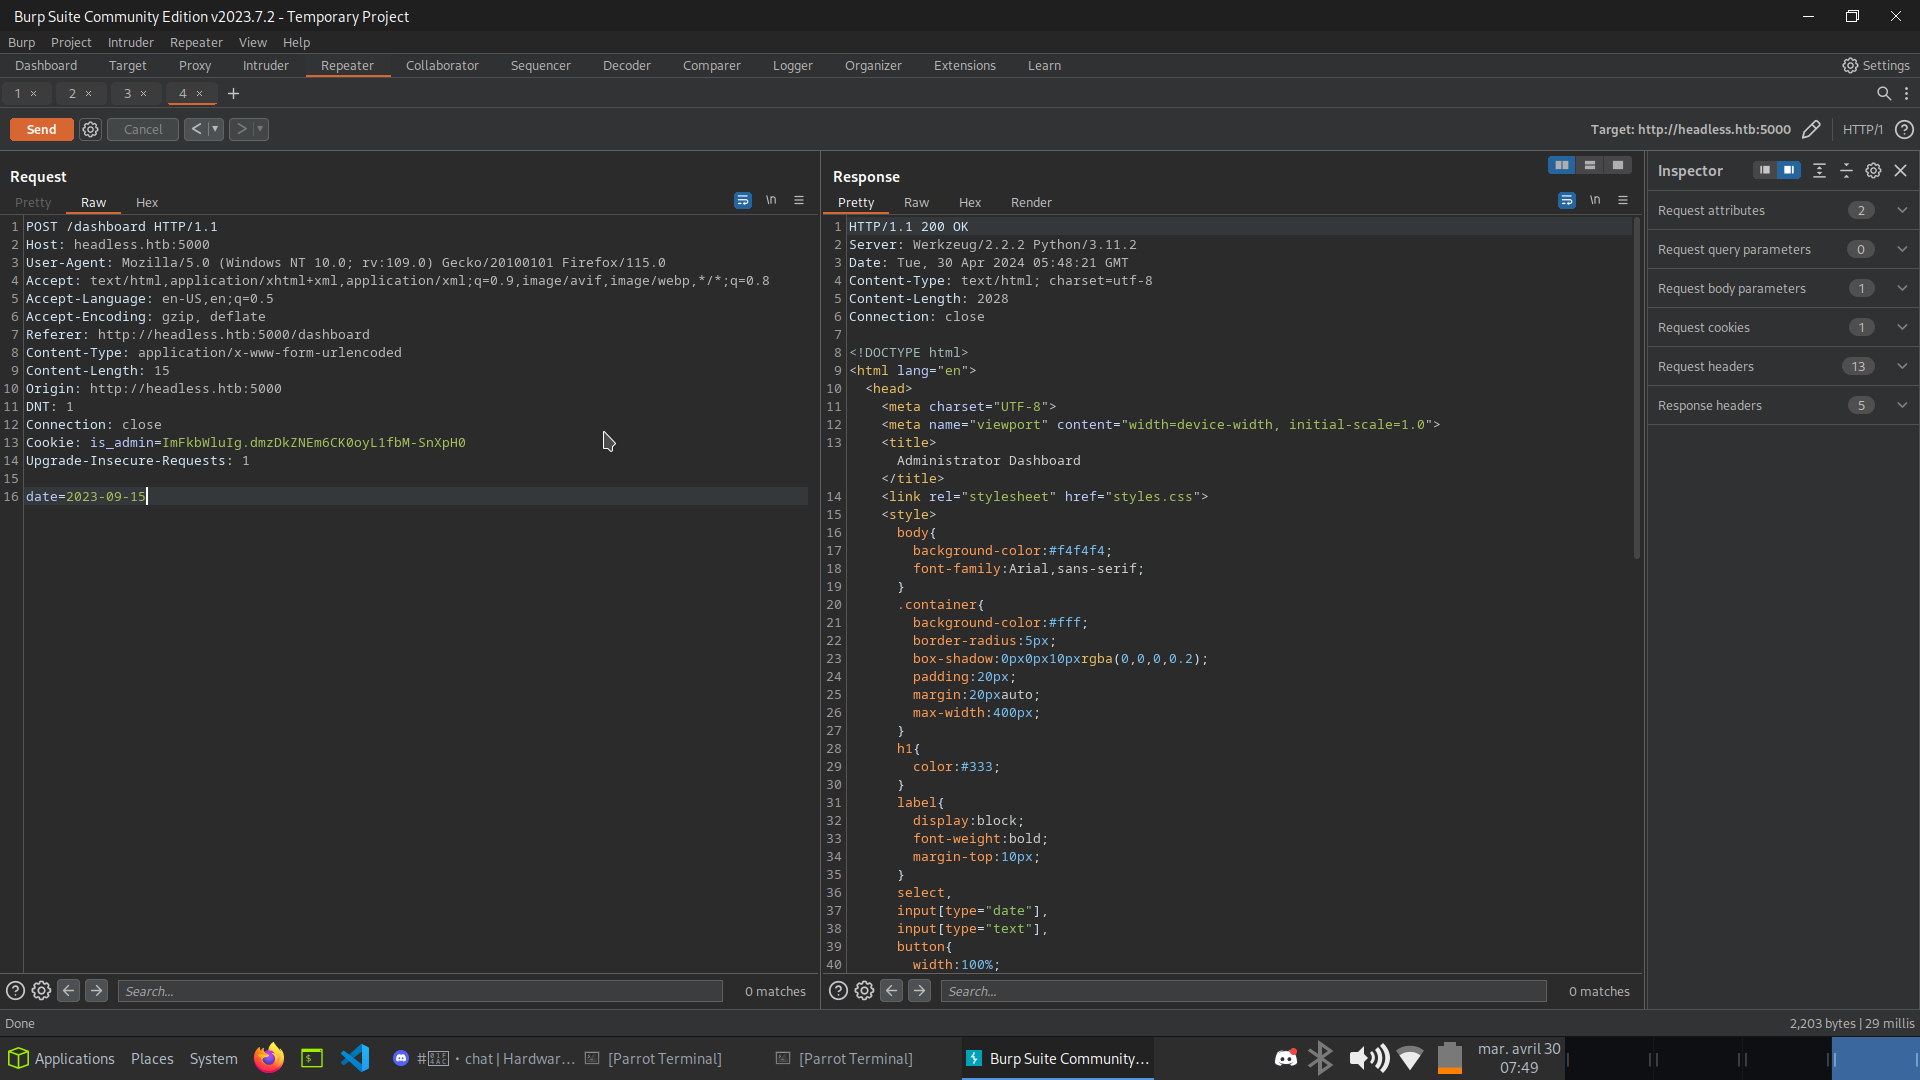 Burp Suite Community Edition v2023.7.2 - Temporary Project
Burp Project Intruder Repeater View Help
Dashboard Target Proxy Intruder Repeater Collaborator Sequencer Decoder Comparer Logger Organizer Extensions Learn Settings
1 × 2 × 3 × 4 × +
Send Cancel < > Target: http://headless.htb:5000 HTTP/1 ?
Request
Pretty Raw Hex \n
1 POST /dashboard HTTP/1.1
2 Host: headless.htb:5000
3 User-Agent: Mozilla/5.0 (Windows NT 10.0; rv:109.0) Gecko/20100101 Firefox/115.0
4 Accept: text/html,application/xhtml+xml,application/xml;q=0.9,image/avif,image/webp,*/*;q=0.8
5 Accept-Language: en-US,en;q=0.5
6 Accept-Encoding: gzip, deflate
7 Referer: http://headless.htb:5000/dashboard
8 Content-Type: application/x-www-form-urlencoded
9 Content-Length: 15
10 Origin: http://headless.htb:5000
11 DNT: 1
12 Connection: close
13 Cookie: is_admin=ImFkbWluIg.dmzDkZNEm6CK0oyL1fbM-SnXpH0
14 Upgrade-Insecure-Requests: 1
15
16 date=2023-09-15
Search... 0 matches
Response
Pretty Raw Hex Render \n
1 HTTP/1.1 200 OK
2 Server: Werkzeug/2.2.2 Python/3.11.2
3 Date: Tue, 30 Apr 2024 05:48:21 GMT
4 Content-Type: text/html; charset=utf-8
5 Content-Length: 2028
6 Connection: close
7
8 <!DOCTYPE html>
9 <html lang="en">
10 <head>
11 <meta charset="UTF-8">
12 <meta name="viewport" content="width=device-width, initial-scale=1.0">
13 <title>
Administrator Dashboard
</title>
14 <link rel="stylesheet" href="styles.css">
15 <style>
16 body{
17 background-color:#f4f4f4;
18 font-family:Arial,sans-serif;
19 }
20 .container{
21 background-color:#fff;
22 border-radius:5px;
23 box-shadow:0px0px10pxrgba(0,0,0,0.2);
24 padding:20px;
25 margin:20pxauto;
26 max-width:400px;
27 }
28 h1{
29 color:#333;
30 }
31 label{
32 display:block;
33 font-weight:bold;
34 margin-top:10px;
35 }
36 select,
37 input[type="date"],
38 input[type="text"],
39 button{
40 width:100%;
Search... 0 matches
Inspector
Request attributes 2
Request query parameters 0
Request body parameters 1
Request cookies 1
Request headers 13
Response headers 5
Done 2,203 bytes | 29 millis
Applications Places System $ #01F4AC・chat | Hardwar... [Parrot Terminal] [Parrot Terminal] Burp Suite Community... mar. avril 30
07:49